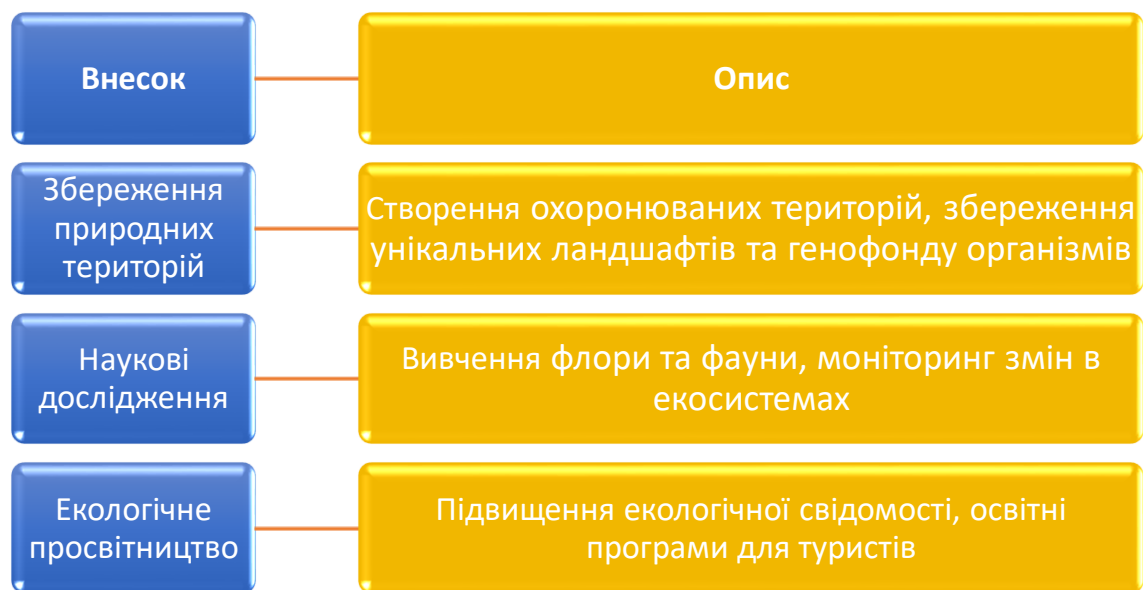 Внесок
Опис
Збереження
природних
територій
Створення охоронюваних територій, збереження
унікальних ландшафтів та генофонду організмів
Наукові
дослідження
Вивчення флори та фауни, моніторинг змін в
екосистемах
Екологічне
просвітництво
Підвищення екологічної свідомості, освітні
програми для туристів